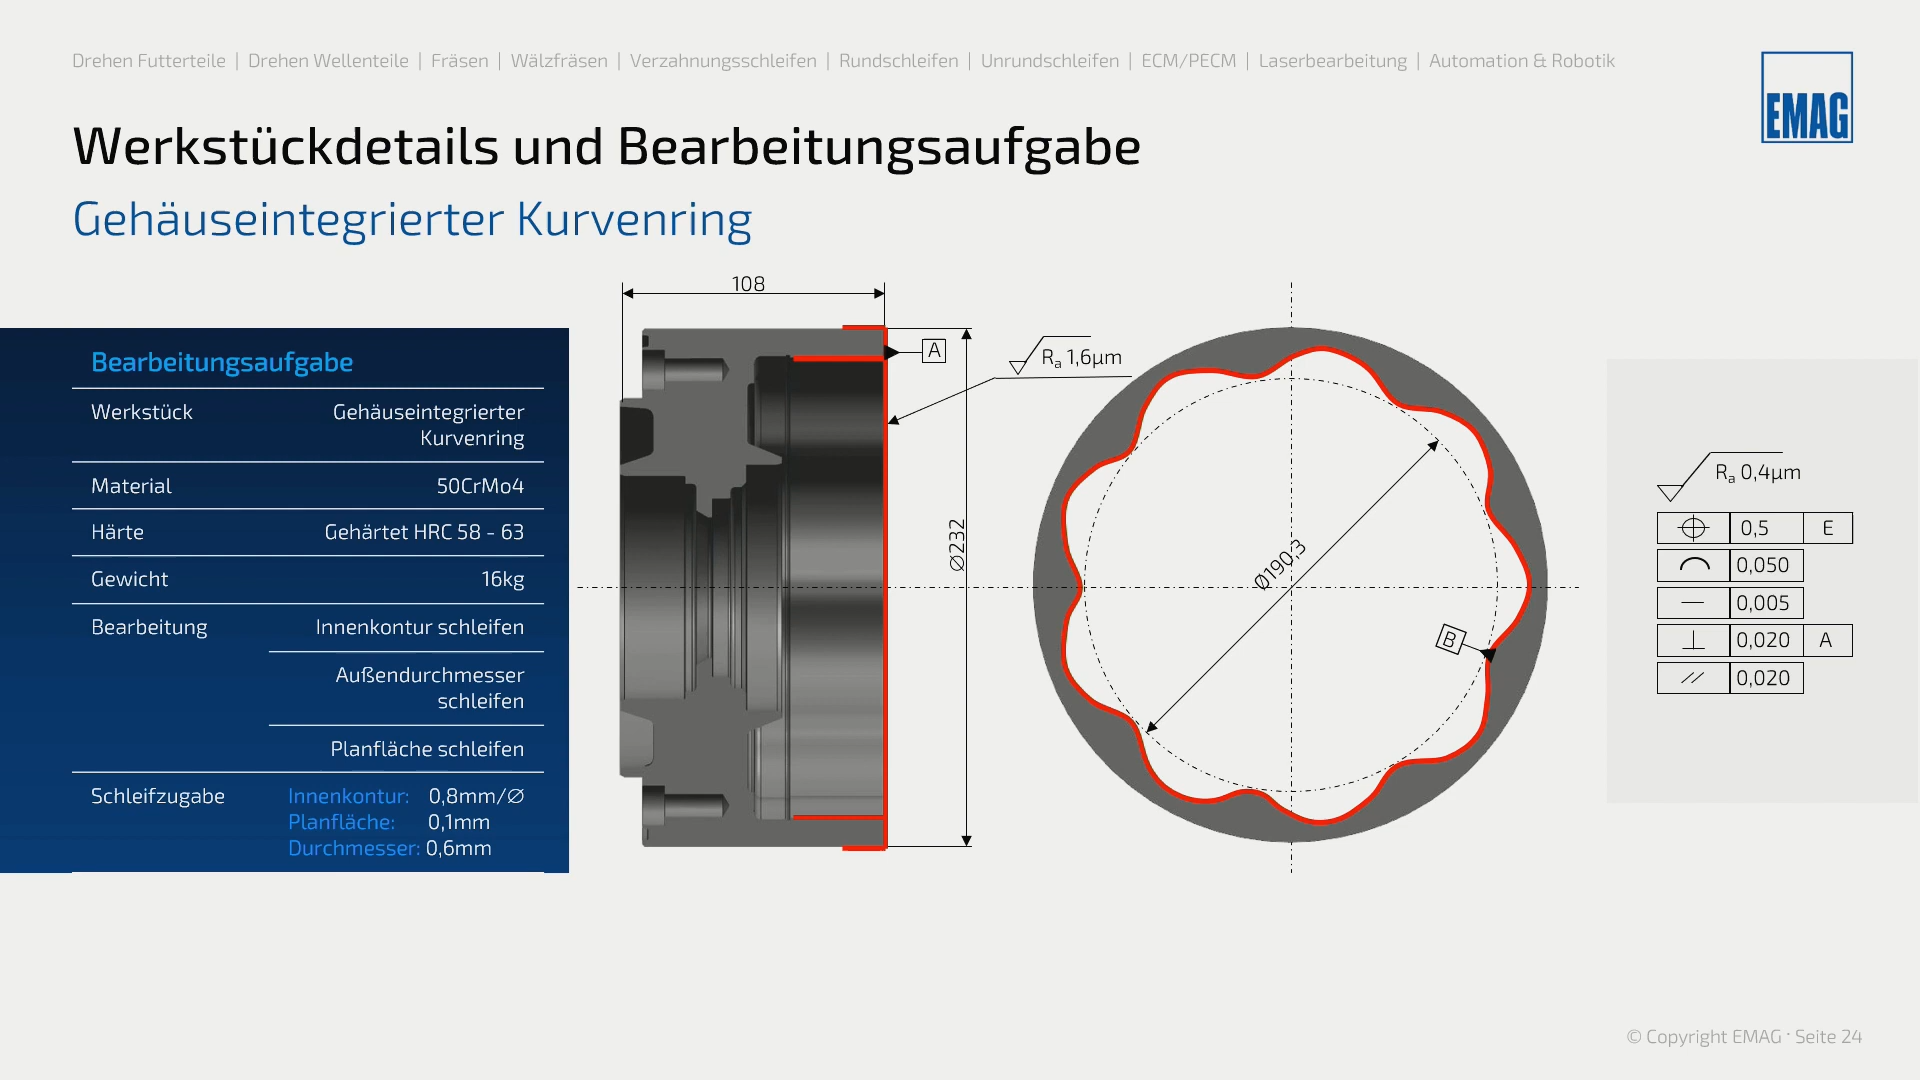 Drehen Futterteile | Drehen Wellenteile | Fräsen | Wälzfräsen | Verzahnungsschleifen | Rundschleifen | Unrundschleifen | ECM/PECM | Laserbearbeitung | Automation & Robotik
EMAG
Werkstückdetails und Bearbeitungsaufgabe
Gehäuseintegrierter Kurvenring
Bearbeitungsaufgabe
Werkstück Gehäuseintegrierter
Kurvenring
Material 50CrMo4
Härte Gehärtet HRC 58 - 63
Gewicht 16kg
Bearbeitung Innenkontur schleifen
Außendurchmesser
schleifen
Planfläche schleifen
Schleifzugabe Innenkontur: 0,8mm/∅
Planfläche: 0,1mm
Durchmesser: 0,6mm
108
A
Ra 1,6µm
∅232
Ø190,3
B
Ra 0,4µm
0,5 E
0,050
0,005
0,020 A
0,020
© Copyright EMAG · Seite 24